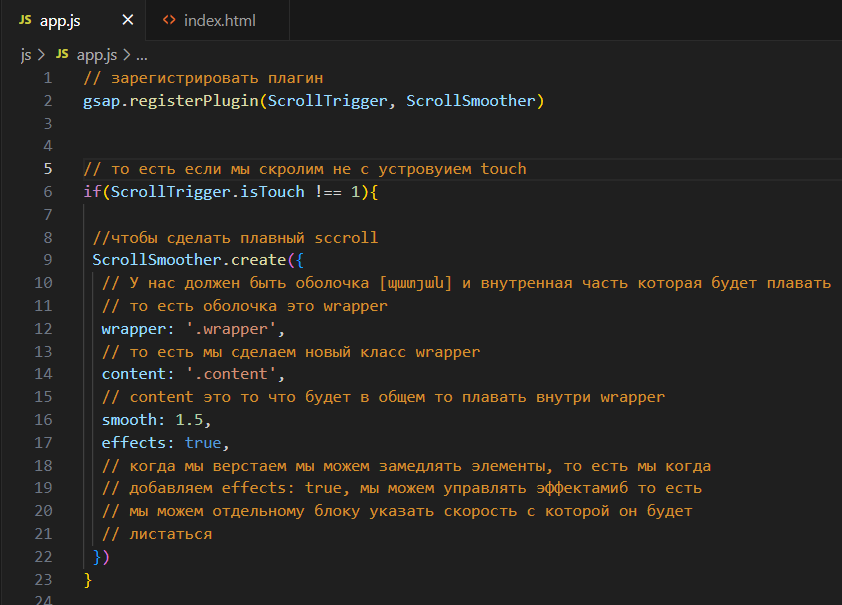 JS app.js × <> index.html
js > JS app.js > ...
1 // зарегистрировать плагин
2 gsap.registerPlugin(ScrollTrigger, ScrollSmoother)
3
4
5 // то есть если мы скролим не с устровуием touch
6 if(ScrollTrigger.isTouch !== 1){
7
8 //чтобы сделать плавный sccroll
9 ScrollSmoother.create({
10 // У нас должен быть оболочка [պատյան] и внутренная часть которая будет плавать
11 // то есть оболочка это wrapper
12 wrapper: '.wrapper',
13 // то есть мы сделаем новый класс wrapper
14 content: '.content',
15 // content это то что будет в общем то плавать внутри wrapper
16 smooth: 1.5,
17 effects: true,
18 // когда мы верстаем мы можем замедлять элементы, то есть мы когда
19 // добавляем effects: true, мы можем управлять эффектамиб то есть
20 // мы можем отдельному блоку указать скорость с которой он будет
21 // листаться
22 })
23 }
24